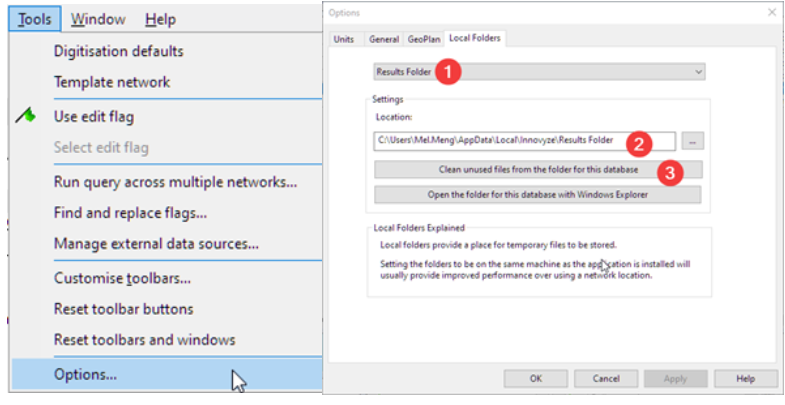 Tools Window Help
Digitisation defaults
Template network
Use edit flag
Select edit flag
Run query across multiple networks...
Find and replace flags...
Manage external data sources...
Customise toolbars...
Reset toolbar buttons
Reset toolbars and windows
Options...
Options
Units General GeoPlan Local Folders
Results Folder 1
Settings
Location:
C:\Users\Mel.Meng\AppData\Local\Innovyze\Results Folder 2 ...
Clean unused files from the folder for this database 3
Open the folder for this database with Windows Explorer
Local Folders Explained
Local folders provide a place for temporary files to be stored.
Setting the folders to be on the same machine as the application is installed will
usually provide improved performance over using a network location.
OK Cancel Apply Help